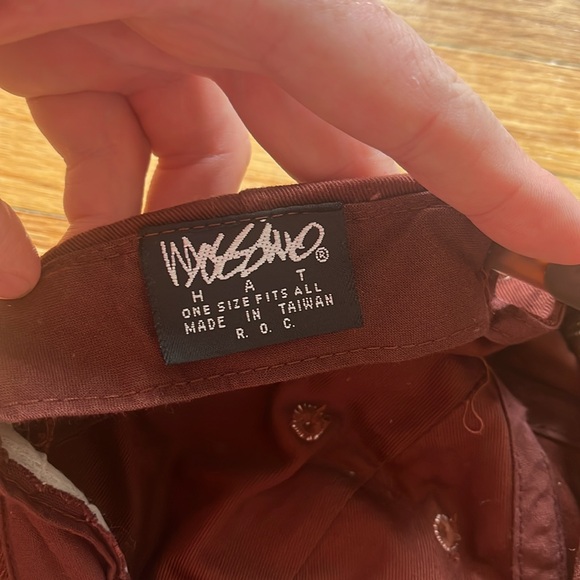 Mossimo®
H A T
ONE SIZE FITS ALL
MADE IN TAIWAN
R. O. C.